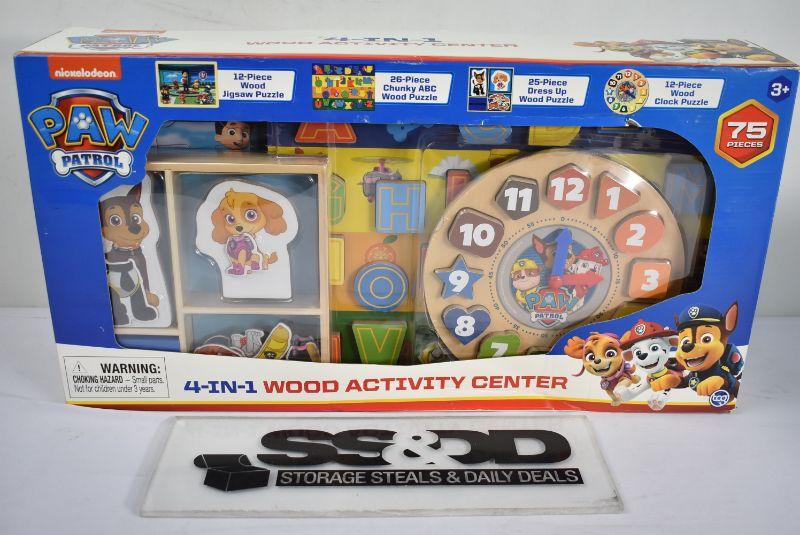 4-IN-1
WOOD ACTIVITY CENTER
nickelodeon
PAW
PATROL
12-Piece
Wood
Jigsaw Puzzle
26-Piece
Chunky ABC
Wood Puzzle
25-Piece
Dress Up
Wood Puzzle
12-Piece
Wood
Clock Puzzle
3+
75
PIECES
A
G H I
O
V
11 12 1
10 2
9 3
8
7
PAW
PATROL
WARNING:
CHOKING HAZARD – Small parts.
Not for children under 3 years.
4-IN-1 WOOD ACTIVITY CENTER
tcg
SS&DD
STORAGE STEALS & DAILY DEALS